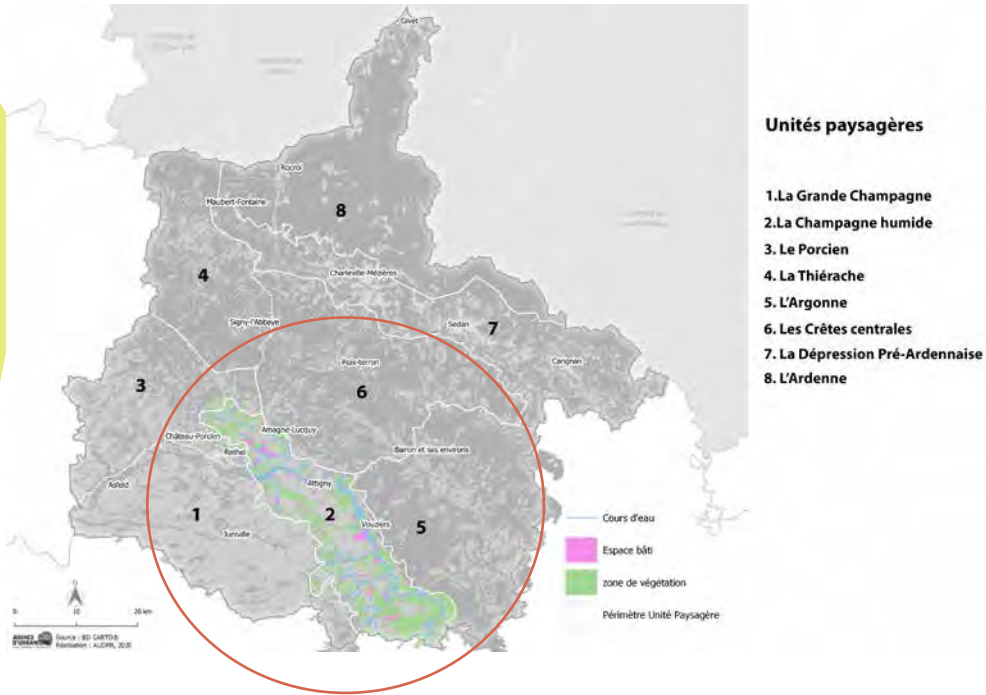 Givet
Rocroi
Maubert-Fontaine
8
Charleville-Mézières
4
Signy-l'Abbaye
Sedan
7
Poix-terron
Carignan
3
6
Château-Porcien
Amagne-Lucquy
Rethel
Buron et ses environs
Asfeld
Attigny
1
2
Vouziers
5
Juniville
Unités paysagères
1.La Grande Champagne
2.La Champagne humide
3. Le Porcien
4. La Thiérache
5. L'Argonne
6. Les Crêtes centrales
7. La Dépression Pré-Ardennaise
8. L'Ardenne
Cours d'eau
Espace bâti
zone de végétation
Périmètre Unité Paysagère
N
0 10 20 km
Source : BD CARTO®
Réalisation : AUDRR, 2020